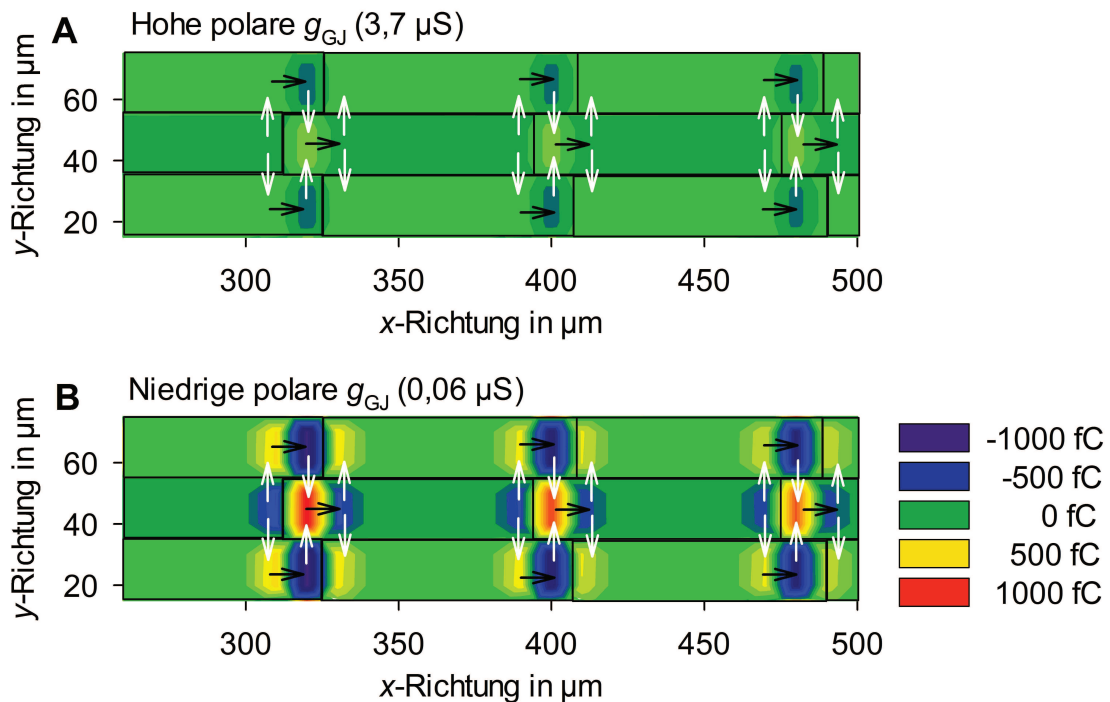 A
Hohe polare gGJ (3,7 µS)
y-Richtung in µm
60
40
20
300 350 400 450 500
x-Richtung in µm
B
Niedrige polare gGJ (0,06 µS)
y-Richtung in µm
60
40
20
300 350 400 450 500
x-Richtung in µm
-1000 fC
-500 fC
0 fC
500 fC
1000 fC